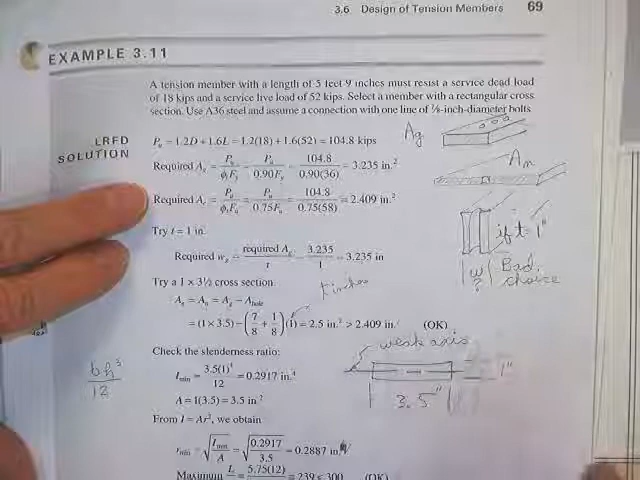 3.6 Design of Tension Members 69
EXAMPLE 3.11
A tension member with a length of 5 feet 9 inches must resist a service dead load
of 18 kips and a service live load of 52 kips. Select a member with a rectangular cross
section. Use A36 steel and assume a connection with one line of 7/8-inch-diameter bolts
LRFD
SOLUTION
Pu = 1.2D + 1.6L = 1.2(18) + 1.6(52) = 104.8 kips
Ag
Required Ag = Pu/ϕtFy = Pu/0.90Fy = 104.8/0.90(36) = 3.235 in.²
An
Required Ae = Pu/ϕtFu = Pu/0.75Fu = 104.8/0.75(58) = 2.409 in.²
Try t = 1 in.
if t = 1"
Required wg = required Ag/t = 3.235/1 = 3.235 in
w ?
Bad choice
Try a 1 × 3½ cross section.
t inches
Ae = An = Ag − Ahole
= (1 × 3.5) − (7/8 + 1/8)(1) = 2.5 in.² > 2.409 in. (OK)
Check the slenderness ratio:
weak axis
Imin = 3.5(1)³/12 = 0.2917 in.⁴
bh³/12
1"
3.5"
A = 1(3.5) = 3.5 in.²
From I = Ar², we obtain
rmin = √(Imin/A) = √(0.2917/3.5) = 0.2887 in.
Maximum L/ = 5.75(12)/ = 239 < 300 (OK)